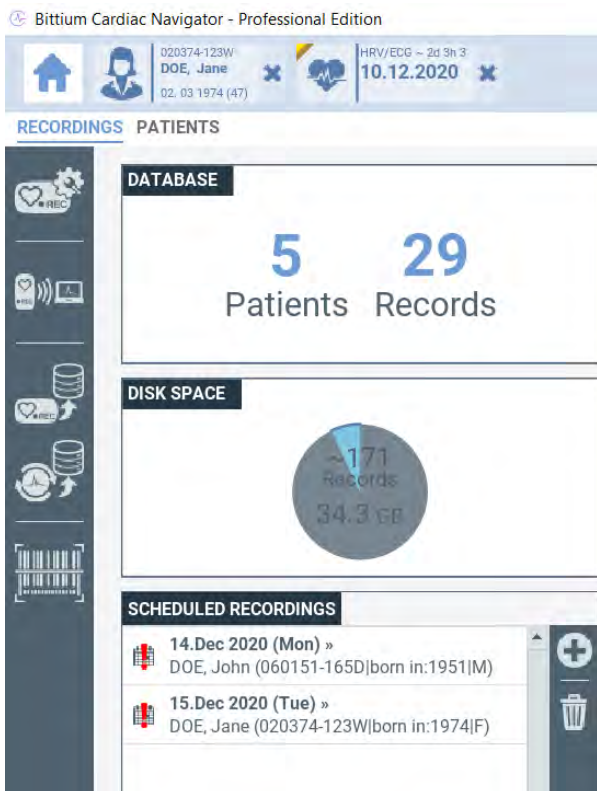 Bittium Cardiac Navigator - Professional Edition
020374-123W
DOE, Jane
02. 03 1974 (47)
HRV/ECG ~ 2d 3h 3
10.12.2020
RECORDINGS PATIENTS
REC
DATABASE
5 29
Patients Records
REC
DISK SPACE
REC
~171
Records
34.3 GB
SCHEDULED RECORDINGS
14.Dec 2020 (Mon) »
DOE, John (060151-165D|born in:1951|M)
15.Dec 2020 (Tue) »
DOE, Jane (020374-123W|born in:1974|F)